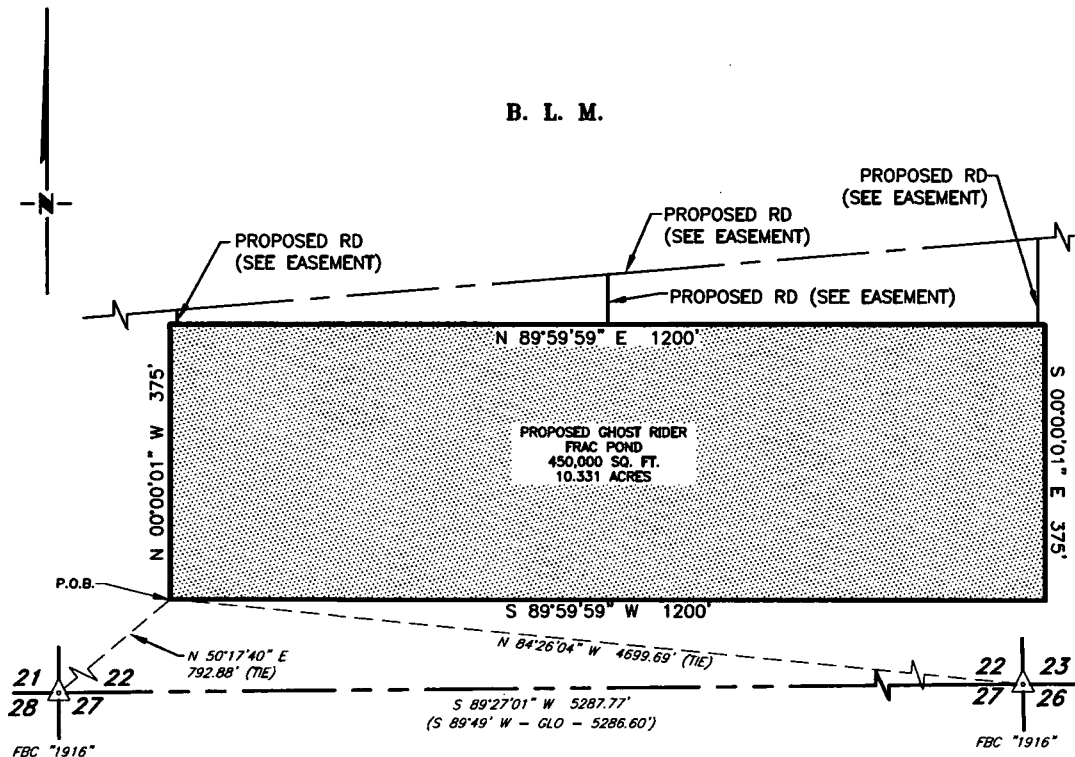 B. L. M.
N
PROPOSED RD
(SEE EASEMENT)
PROPOSED RD
(SEE EASEMENT)
PROPOSED RD
(SEE EASEMENT)
PROPOSED RD (SEE EASEMENT)
N 89°59'59" E 1200'
N 00°00'01" W 375'
S 00°00'01" E 375'
PROPOSED GHOST RIDER
FRAC POND
450,000 SQ. FT.
10.331 ACRES
P.O.B.
S 89°59'59" W 1200'
N 84°26'04" W 4699.69' (TIE)
N 50°17'40" E
792.88' (TIE)
21 22
28 27
22 23
27 26
S 89°27'01" W 5287.77'
(S 89°49' W - GLO - 5286.60')
FBC "1916"
FBC "1916"